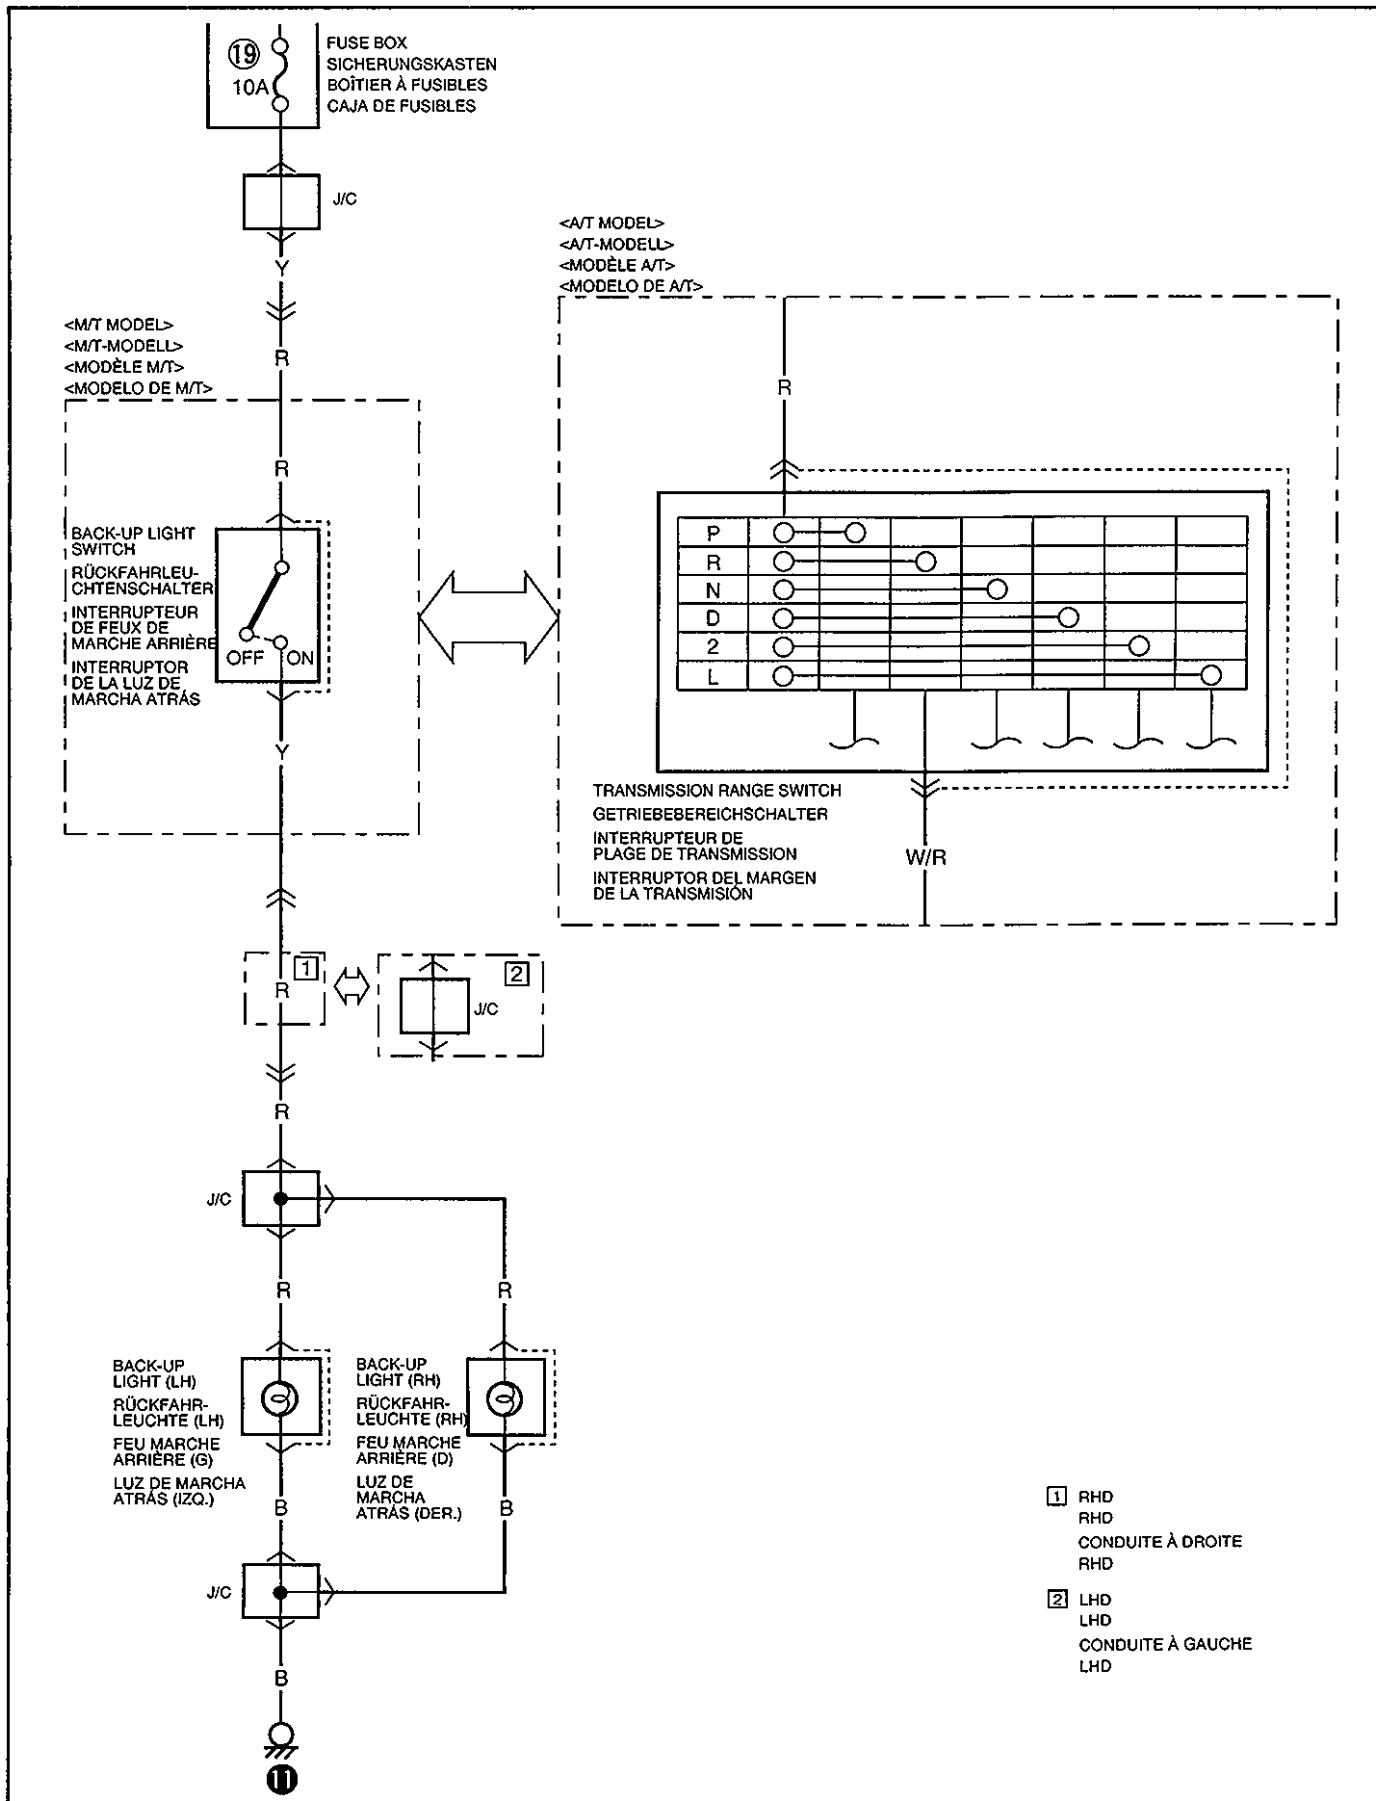 19
10A
FUSE BOX
SICHERUNGSKASTEN
BOÎTIER À FUSIBLES
CAJA DE FUSIBLES
J/C
Y
R
<M/T MODEL>
<M/T-MODELL>
<MODÈLE M/T>
<MODELO DE M/T>
R
BACK-UP LIGHT
SWITCH
RÜCKFAHRLEU-
CHTENSCHALTER
INTERRUPTEUR
DE FEUX DE
MARCHE ARRIÈRE
INTERRUPTOR
DE LA LUZ DE
MARCHA ATRÁS
OFF ON
Y
<A/T MODEL>
<A/T-MODELL>
<MODÈLE A/T>
<MODELO DE A/T>
R
P
R
N
D
2
L
TRANSMISSION RANGE SWITCH
GETRIEBEBEREICHSCHALTER
INTERRUPTEUR DE
PLAGE DE TRANSMISSION
INTERRUPTOR DEL MARGEN
DE LA TRANSMISIÓN
W/R
1
R
2
J/C
R
J/C
R
R
BACK-UP
LIGHT (LH)
RÜCKFAHR-
LEUCHTE (LH)
FEU MARCHE
ARRIÈRE (G)
LUZ DE MARCHA
ATRÁS (IZQ.)
BACK-UP
LIGHT (RH)
RÜCKFAHR-
LEUCHTE (RH)
FEU MARCHE
ARRIÈRE (D)
LUZ DE
MARCHA
ATRÁS (DER.)
B
B
J/C
B
11
1 RHD
RHD
CONDUITE À DROITE
RHD
2 LHD
LHD
CONDUITE À GAUCHE
LHD